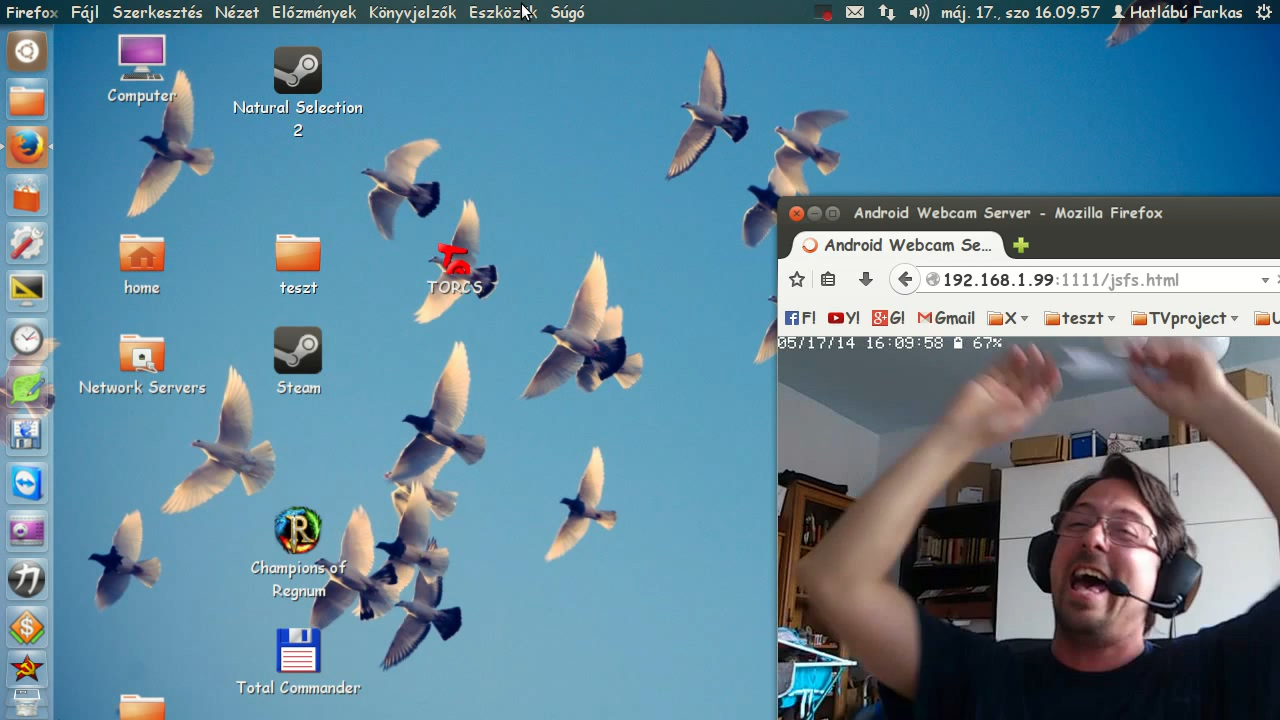 Firefox Fájl Szerkesztés Nézet Előzmények Könyvjelzők Eszközök Súgó máj. 17., szo 16.09.57 Hatlábú Farkas
Computer
Natural Selection
2
home
teszt
TORCS
Network Servers
Steam
Champions of
Regnum
Total Commander
Android Webcam Server - Mozilla Firefox
Android Webcam Se...
192.168.1.99:1111/jsfs.html
F! Y! G! Gmail X teszt TVproject U
05/17/14 16:09:58 67%